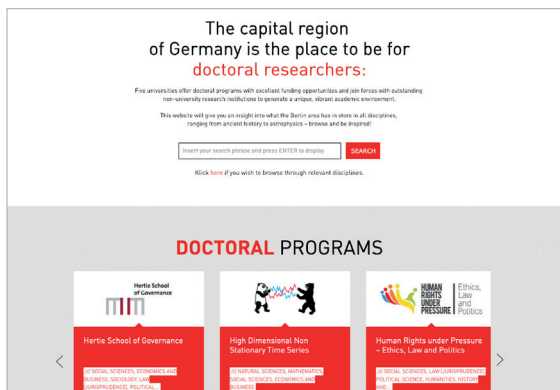 The capital region
of Germany is the place to be for
doctoral researchers:
Five universities offer doctoral programs with excellent funding opportunities and join forces with outstanding
non-university research institutions to generate a unique, vibrant academic environment.
This website will give you an insight into what the Berlin area has in store in all disciplines,
ranging from ancient history to astrophysics – browse and be inspired!
Insert your search phrase and press ENTER to display
SEARCH
Klick here if you wish to browse through relevant disciplines.
DOCTORAL PROGRAMS
Hertie School
of Governance
Hertie School of Governance
/// SOCIAL SCIENCES, ECONOMICS AND
BUSINESS, SOCIOLOGY, LAW
(JURISPRUDENCE), POLITICAL...
High Dimensional Non
Stationary Time Series
/// NATURAL SCIENCES, MATHEMATICS,
SOCIAL SCIENCES, ECONOMICS AND
BUSINESS
HUMAN
RIGHTS
UNDER
PRESSURE
Ethics,
Law
and
Politics
Human Rights under Pressure
– Ethics, Law and Politics
/// SOCIAL SCIENCES, LAW (JURISPRUDENCE),
POLITICAL SCIENCE, HUMANITIES, HISTORY
AND...